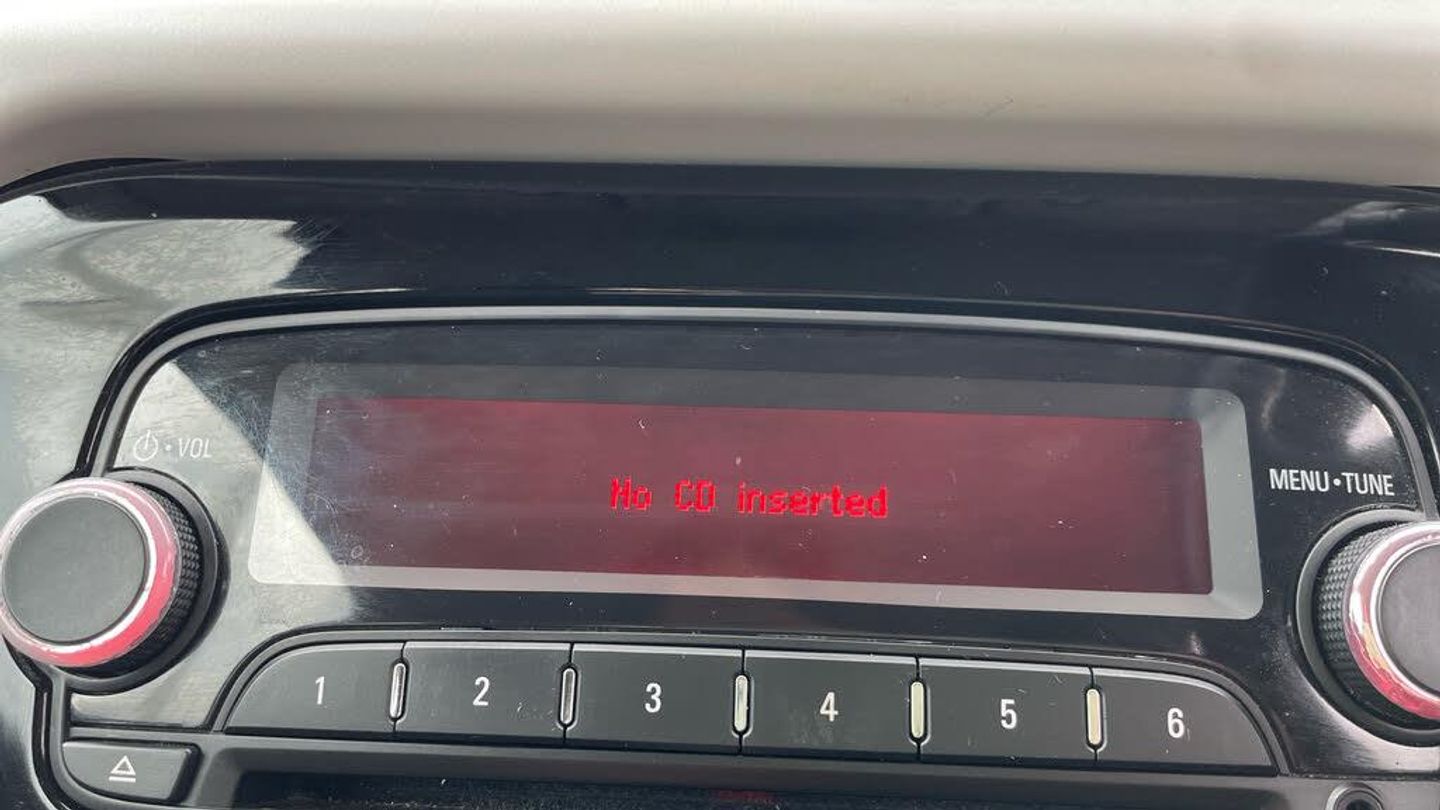 VOL
MENU•TUNE
No CD inserted
1 2 3 4 5 6